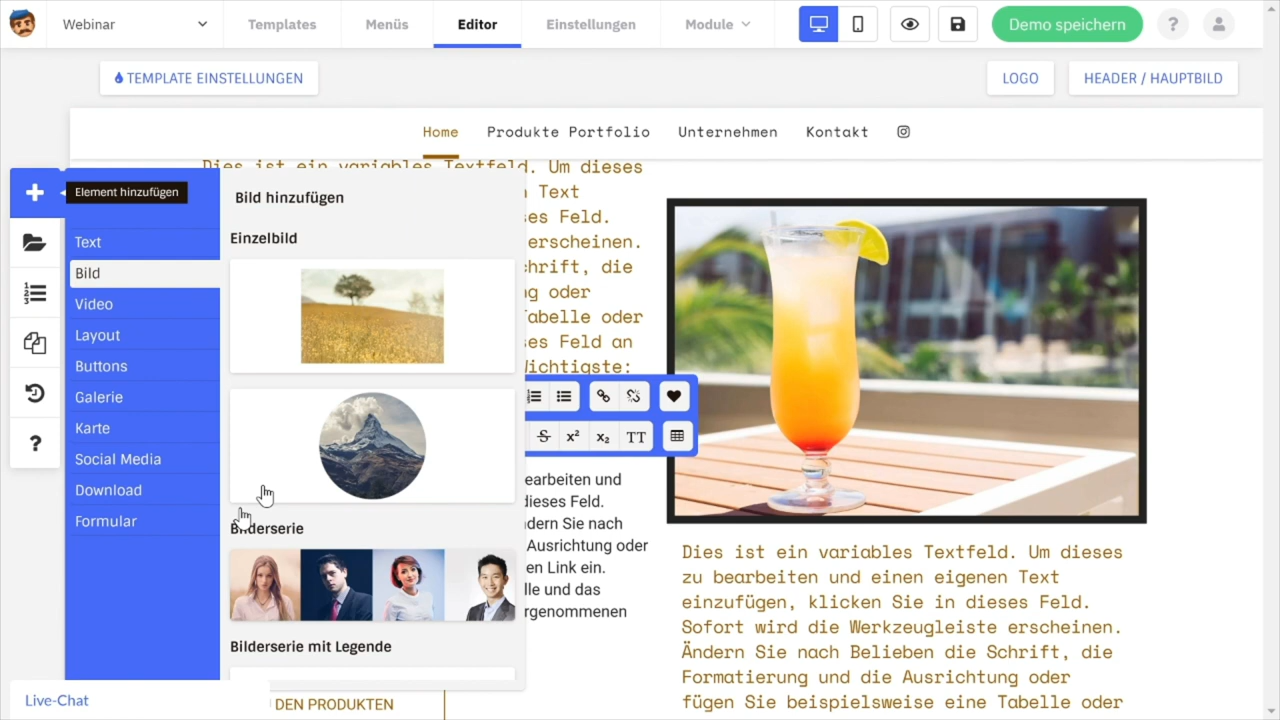 Webinar
Templates
Menüs
Editor
Einstellungen
Module
Demo speichern
?
TEMPLATE EINSTELLUNGEN
LOGO
HEADER / HAUPTBILD
Home
Produkte Portfolio
Unternehmen
Kontakt
Dies ist ein variables Textfeld. Um dieses
Text
Feld.
erscheinen.
die
oder
Tabelle oder
Feld an
Wichtigste:
Element hinzufügen
Text
Bild
Video
Layout
Buttons
Galerie
Karte
Social Media
Download
Formular
?
Bild hinzufügen
Einzelbild
Bilderserie
Bilderserie mit Legende
S x² x₂ TT
earbeiten und
dieses Feld.
ndern Sie nach
Ausrichtung oder
en Link ein.
lle und das
rgenommenen
Dies ist ein variables Textfeld. Um dieses
zu bearbeiten und einen eigenen Text
einzufügen, klicken Sie in dieses Feld.
Sofort wird die Werkzeugleiste erscheinen.
Ändern Sie nach Belieben die Schrift, die
Formatierung und die Ausrichtung oder
fügen Sie beispielsweise eine Tabelle oder
Live-Chat
DEN PRODUKTEN